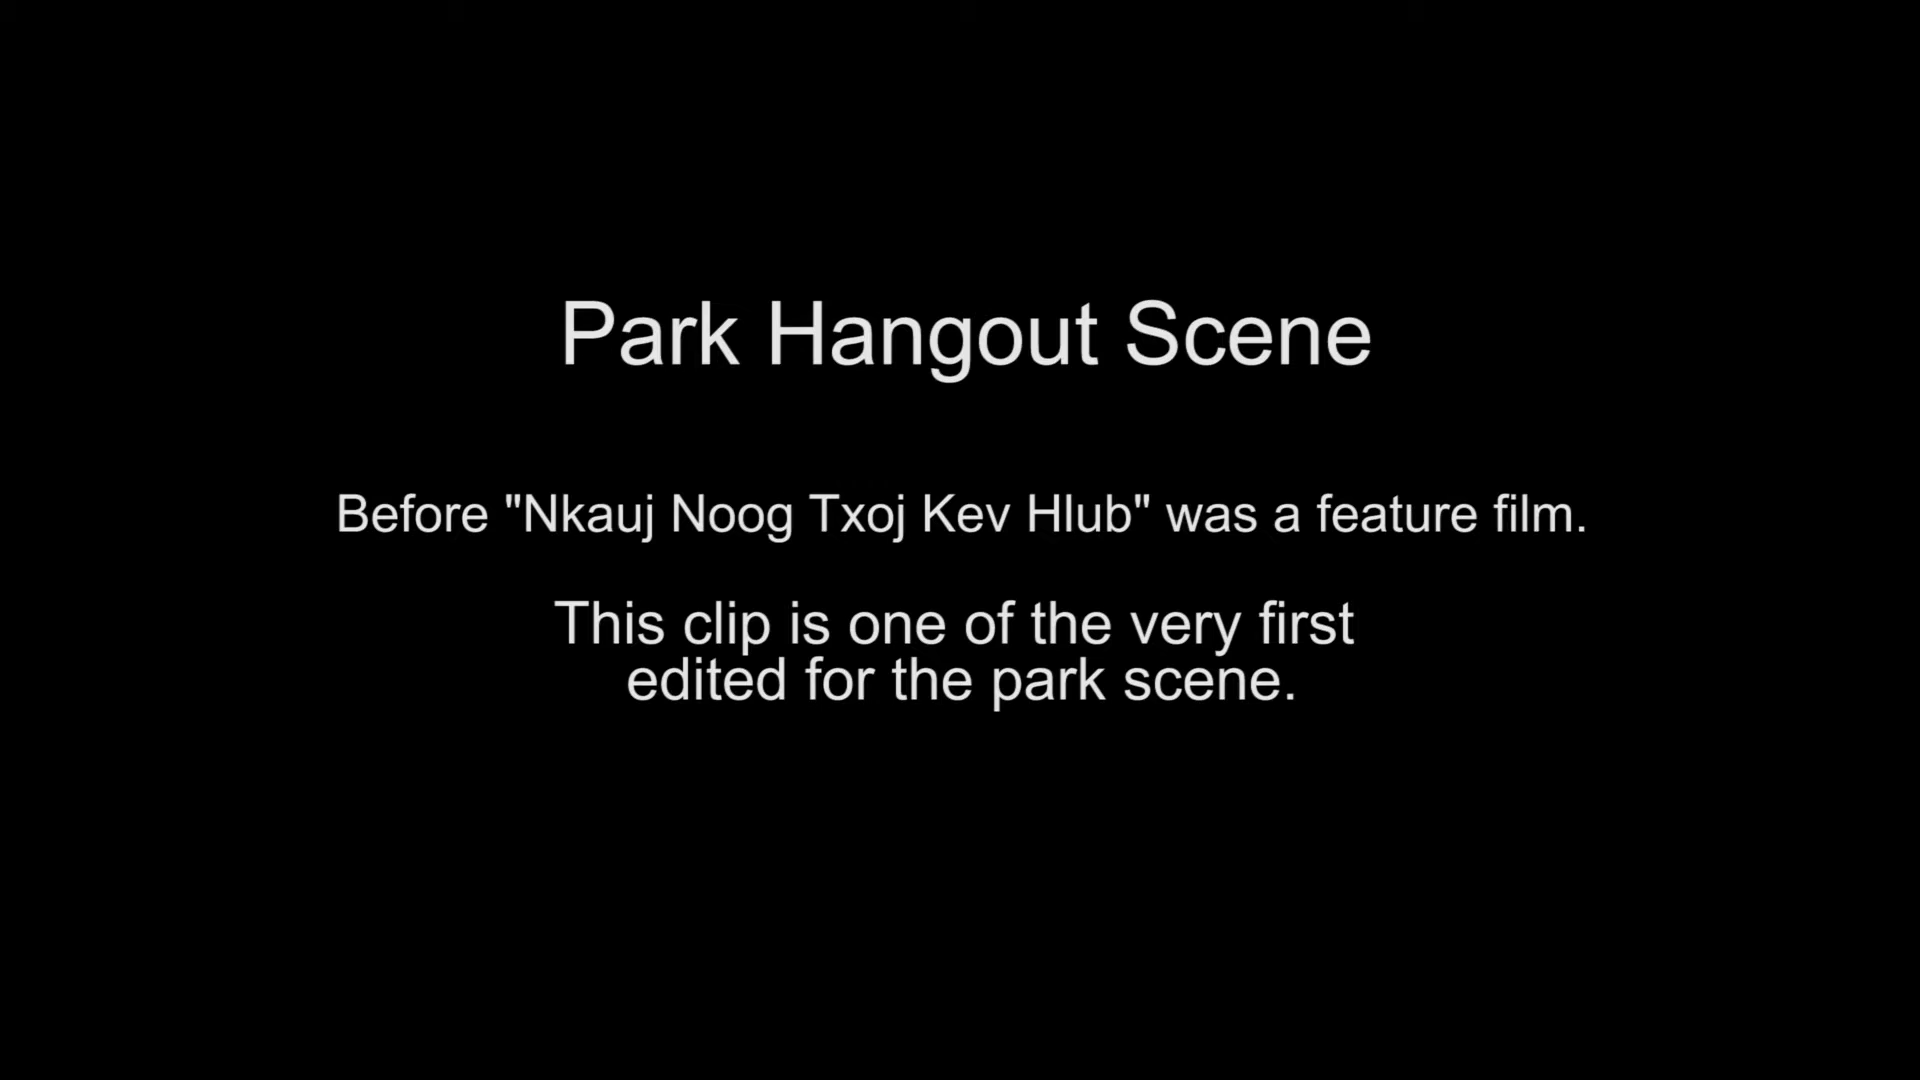 Park Hangout Scene
Before "Nkauj Noog Txoj Kev Hlub" was a feature film.
This clip is one of the very first
edited for the park scene.